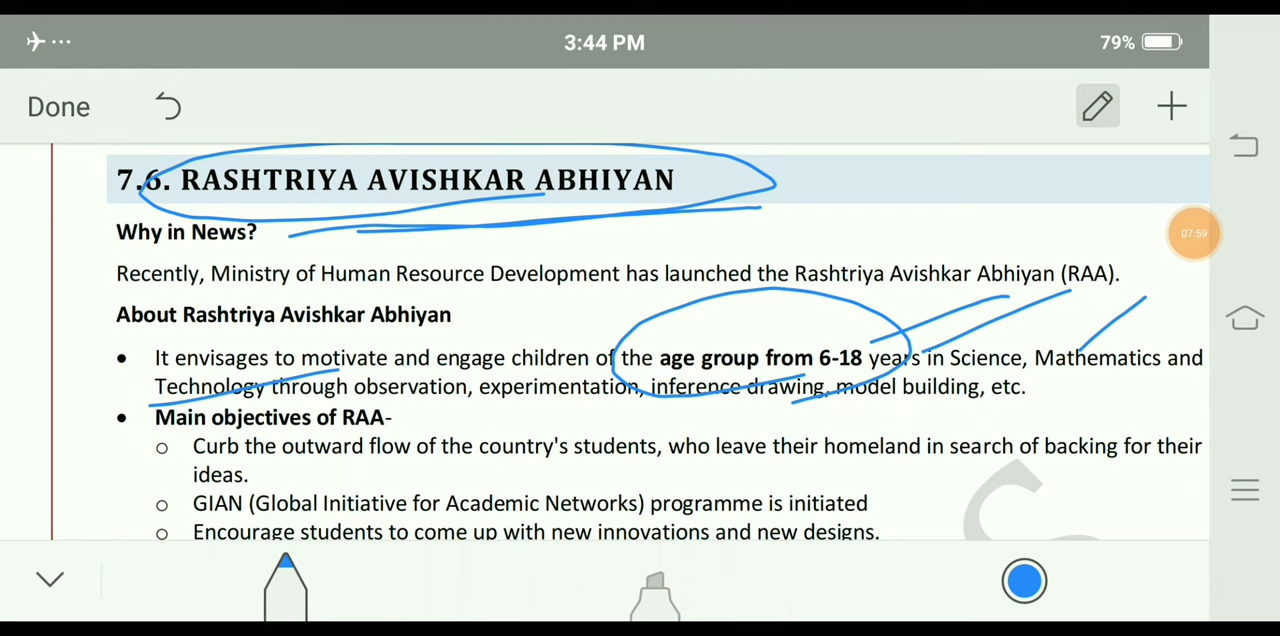 3:44 PM
79%
Done
7.6. RASHTRIYA AVISHKAR ABHIYAN
Why in News?
07:59
Recently, Ministry of Human Resource Development has launched the Rashtriya Avishkar Abhiyan (RAA).
About Rashtriya Avishkar Abhiyan
• It envisages to motivate and engage children of the age group from 6-18 years in Science, Mathematics and
Technology through observation, experimentation, inference drawing, model building, etc.
• Main objectives of RAA-
o Curb the outward flow of the country's students, who leave their homeland in search of backing for their
ideas.
o GIAN (Global Initiative for Academic Networks) programme is initiated
o Encourage students to come up with new innovations and new designs.